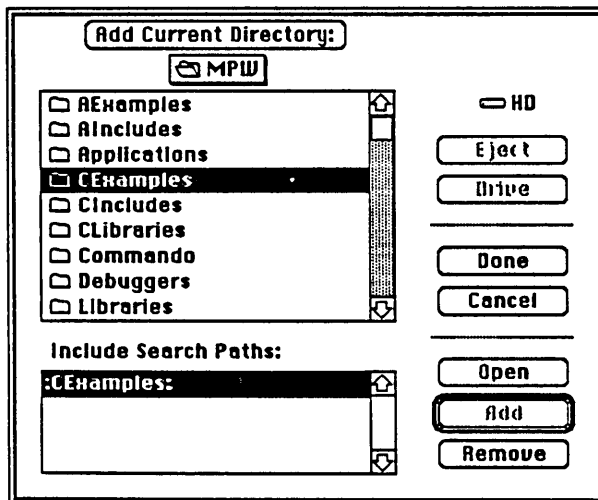 Add Current Directory:
MPW
AExamples
AIncludes
Applications
CExamples
CIncludes
CLibraries
Commando
Debuggers
Libraries
HD
Eject
Drive
Done
Cancel
Include Search Paths:
:CExamples:
Open
Add
Remove